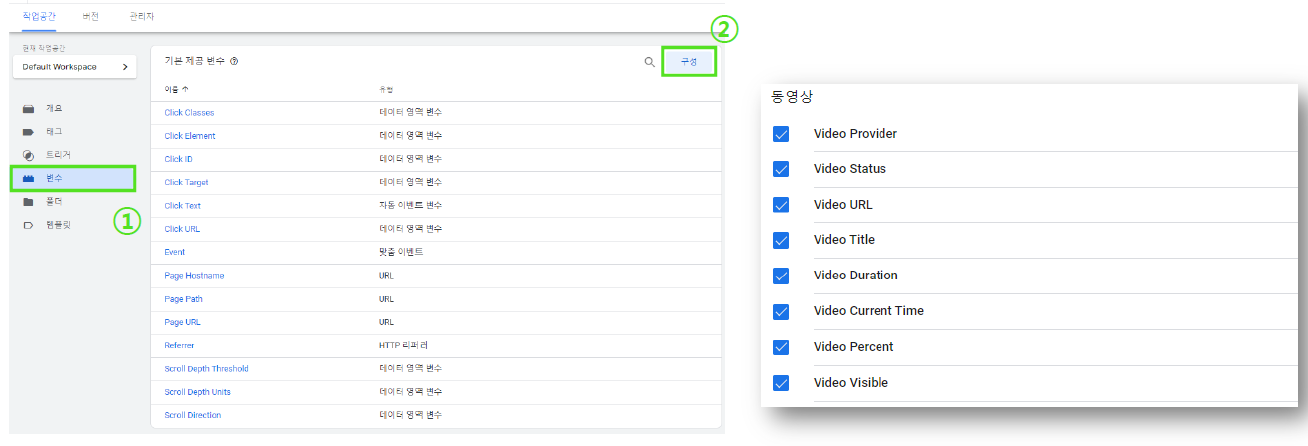 작업공간 버전 관리자
현재 작업공간
Default Workspace
개요
태그
트리거
변수
폴더
템플릿
①
②
기본 제공 변수
구성
이름 유형
Click Classes 데이터 영역 변수
Click Element 데이터 영역 변수
Click ID 데이터 영역 변수
Click Target 데이터 영역 변수
Click Text 자동 이벤트 변수
Click URL 데이터 영역 변수
Event 맞춤 이벤트
Page Hostname URL
Page Path URL
Page URL URL
Referrer HTTP 리퍼러
Scroll Depth Threshold 데이터 영역 변수
Scroll Depth Units 데이터 영역 변수
Scroll Direction 데이터 영역 변수
동영상
Video Provider
Video Status
Video URL
Video Title
Video Duration
Video Current Time
Video Percent
Video Visible